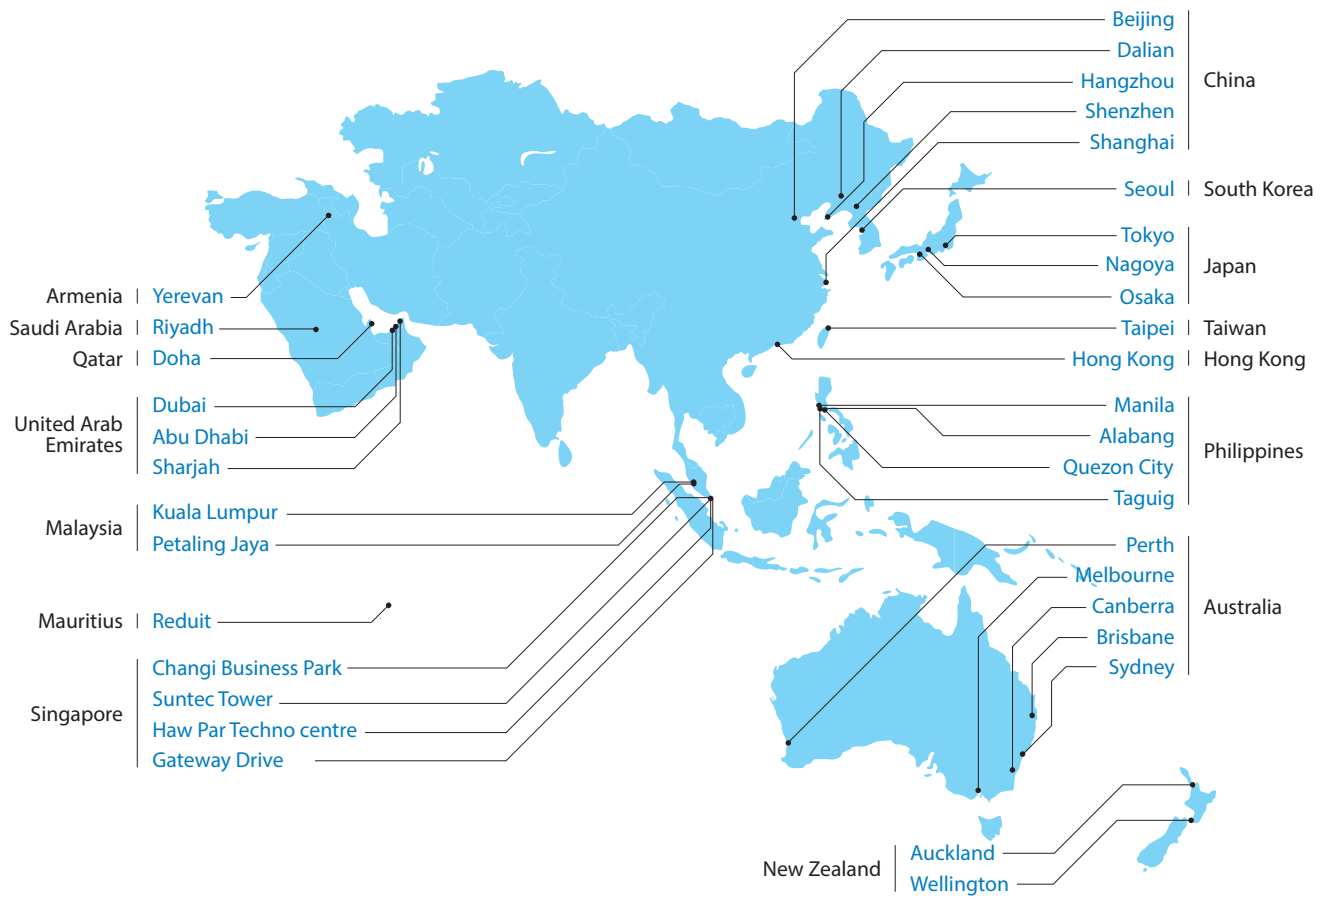 Armenia
Yerevan
Saudi Arabia
Riyadh
Qatar
Doha
United Arab
Emirates
Dubai
Abu Dhabi
Sharjah
Malaysia
Kuala Lumpur
Petaling Jaya
Mauritius
Reduit
Singapore
Changi Business Park
Suntec Tower
Haw Par Techno centre
Gateway Drive
Beijing
Dalian
Hangzhou
Shenzhen
Shanghai
China
Seoul
South Korea
Tokyo
Nagoya
Osaka
Japan
Taipei
Taiwan
Hong Kong
Hong Kong
Manila
Alabang
Quezon City
Taguig
Philippines
Perth
Melbourne
Canberra
Brisbane
Sydney
Australia
New Zealand
Auckland
Wellington